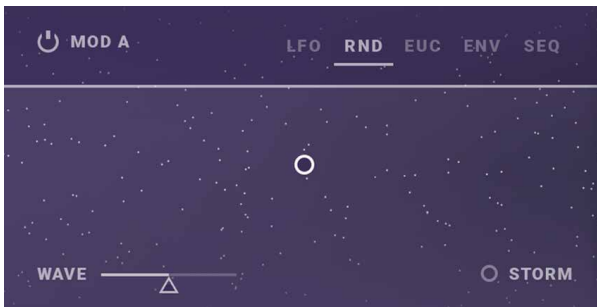 MOD A
LFO RND EUC ENV SEQ
WAVE
STORM